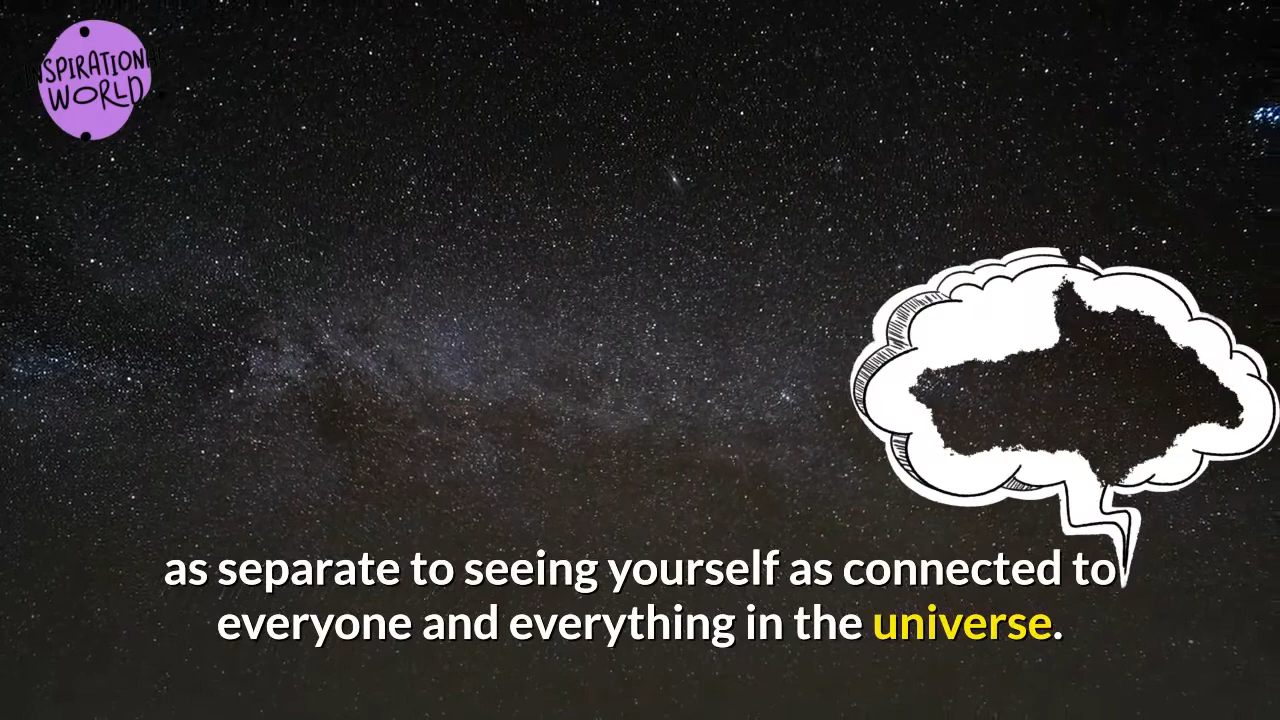 INSPIRATIONAL
WORLD
as separate to seeing yourself as connected to
everyone and everything in the universe.